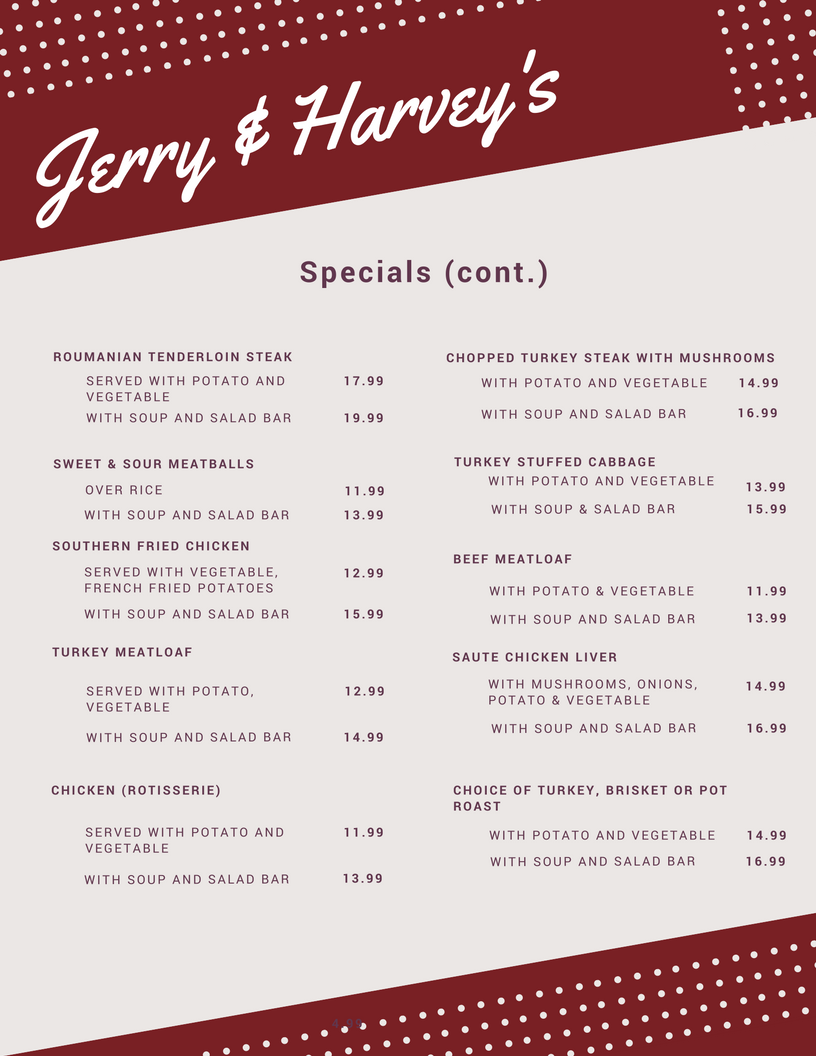 Jerry & Harvey's
Specials (cont.)
ROUMANIAN TENDERLOIN STEAK
SERVED WITH POTATO AND 17.99
VEGETABLE
WITH SOUP AND SALAD BAR 19.99
SWEET & SOUR MEATBALLS
OVER RICE 11.99
WITH SOUP AND SALAD BAR 13.99
SOUTHERN FRIED CHICKEN
SERVED WITH VEGETABLE, 12.99
FRENCH FRIED POTATOES
WITH SOUP AND SALAD BAR 15.99
TURKEY MEATLOAF
SERVED WITH POTATO, 12.99
VEGETABLE
WITH SOUP AND SALAD BAR 14.99
CHICKEN (ROTISSERIE)
SERVED WITH POTATO AND 11.99
VEGETABLE
WITH SOUP AND SALAD BAR 13.99
CHOPPED TURKEY STEAK WITH MUSHROOMS
WITH POTATO AND VEGETABLE 14.99
WITH SOUP AND SALAD BAR 16.99
TURKEY STUFFED CABBAGE
WITH POTATO AND VEGETABLE 13.99
WITH SOUP & SALAD BAR 15.99
BEEF MEATLOAF
WITH POTATO & VEGETABLE 11.99
WITH SOUP AND SALAD BAR 13.99
SAUTE CHICKEN LIVER
WITH MUSHROOMS, ONIONS, 14.99
POTATO & VEGETABLE
WITH SOUP AND SALAD BAR 16.99
CHOICE OF TURKEY, BRISKET OR POT
ROAST
WITH POTATO AND VEGETABLE 14.99
WITH SOUP AND SALAD BAR 16.99